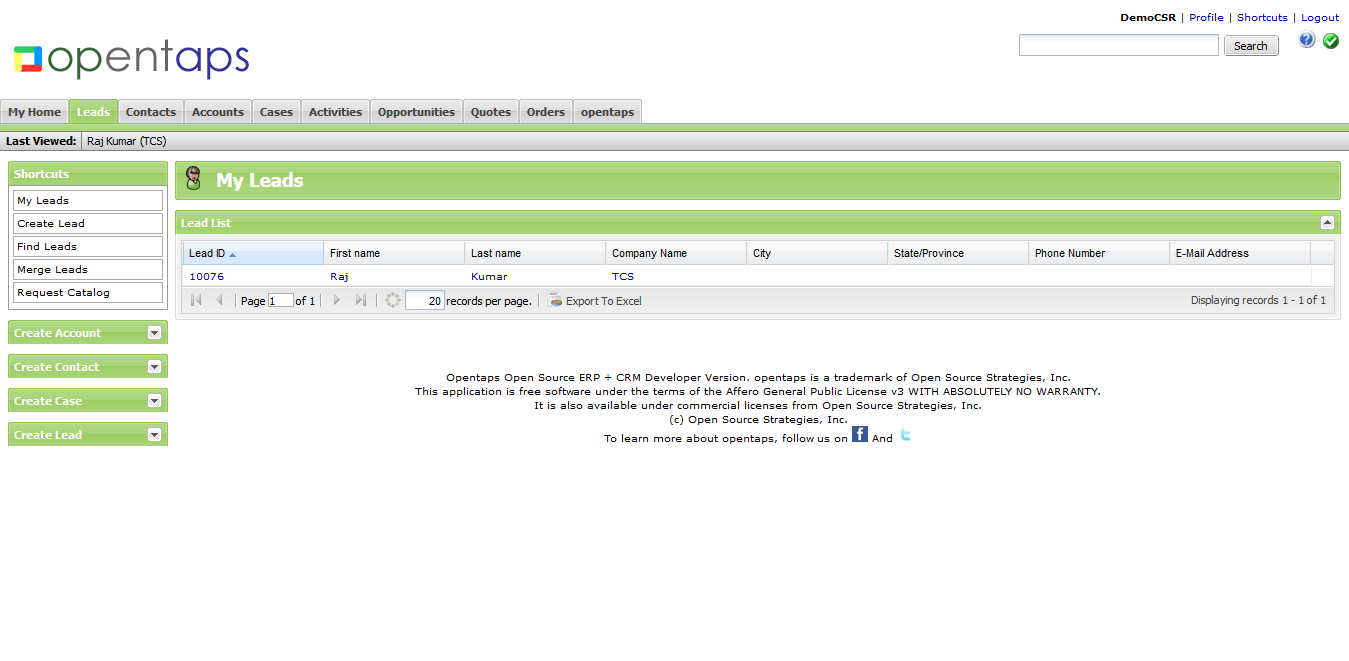 DemoCSR | Profile | Shortcuts | Logout
opentaps
Search
My Home Leads Contacts Accounts Cases Activities Opportunities Quotes Orders opentaps
Last Viewed: Raj Kumar (TCS)
Shortcuts
My Leads
Create Lead
Find Leads
Merge Leads
Request Catalog
Create Account
Create Contact
Create Case
Create Lead
My Leads
Lead List
Lead ID First name Last name Company Name City State/Province Phone Number E-Mail Address
10076 Raj Kumar TCS
Page 1 of 1 | 20 records per page. | Export To Excel Displaying records 1 - 1 of 1
Opentaps Open Source ERP + CRM Developer Version. opentaps is a trademark of Open Source Strategies, Inc.
This application is free software under the terms of the Affero General Public License v3 WITH ABSOLUTELY NO WARRANTY.
It is also available under commercial licenses from Open Source Strategies, Inc.
(c) Open Source Strategies, Inc.
To learn more about opentaps, follow us on f And t